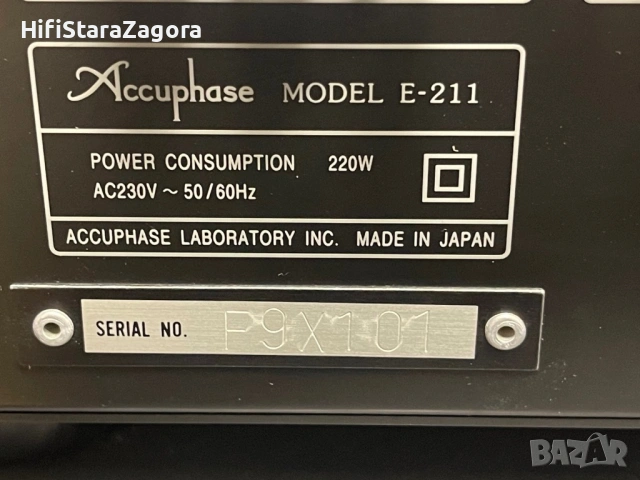 HifiStaraZagora
Accuphase MODEL E-211
POWER CONSUMPTION 220W
AC230V ~ 50/60Hz
ACCUPHASE LABORATORY INC. MADE IN JAPAN
SERIAL NO. F9X101
BAZAR